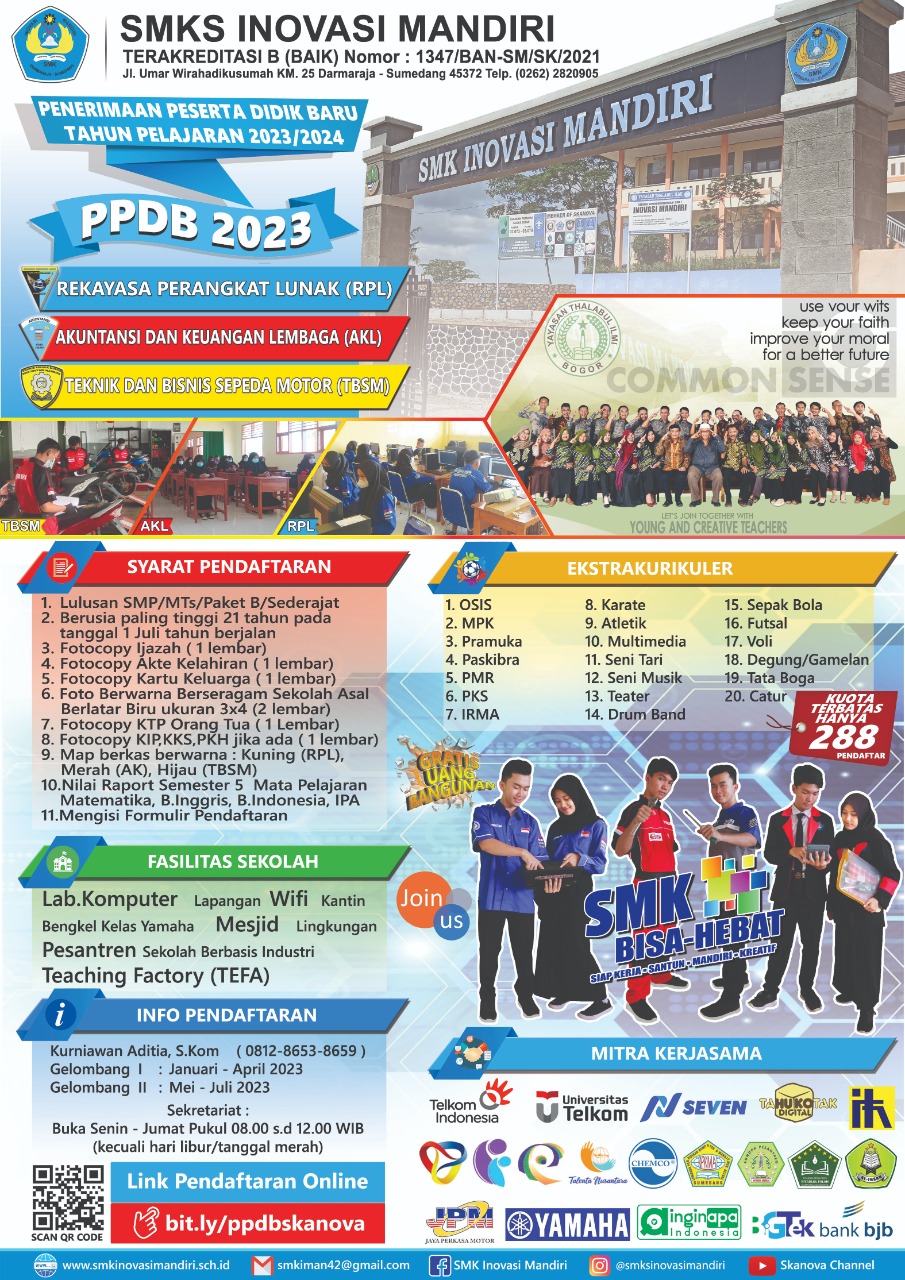 SMKS INOVASI MANDIRI
TERAKREDITASI B (BAIK) Nomor : 1347/BAN-SM/SK/2021
Jl. Umar Wirahadikusumah KM. 25 Darmaraja - Sumedang 45372 Telp. (0262) 2820905
SMK
PENERIMAAN PESERTA DIDIK BARU
TAHUN PELAJARAN 2023/2024
PPDB 2023
SMK INOVASI MANDIRI
INOVASI MANDIRI
REKAYASA PERANGKAT LUNAK (RPL)
AKUNTANSI DAN KEUANGAN LEMBAGA (AKL)
TEKNIK DAN BISNIS SEPEDA MOTOR (TBSM)
YAYASAN THALABUL ILMI
BOGOR
use your wits
keep your faith
improve your moral
for a better future
COMMON SENSE
LET'S JOIN TOGETHER WITH
YOUNG AND CREATIVE TEACHERS
TBSM
AKL
RPL
SYARAT PENDAFTARAN
1. Lulusan SMP/MTs/Paket B/Sederajat
2. Berusia paling tinggi 21 tahun pada
tanggal 1 Juli tahun berjalan
3. Fotocopy Ijazah ( 1 lembar)
4. Fotocopy Akte Kelahiran ( 1 lembar)
5. Fotocopy Kartu Keluarga ( 1 lembar)
6. Foto Berwarna Berseragam Sekolah Asal
Berlatar Biru ukuran 3x4 (2 lembar)
7. Fotocopy KTP Orang Tua ( 1 Lembar)
8. Fotocopy KIP,KKS,PKH jika ada ( 1 lembar)
9. Map berkas berwarna : Kuning (RPL),
Merah (AK), Hijau (TBSM)
10.Nilai Raport Semester 5 Mata Pelajaran
Matematika, B.Inggris, B.Indonesia, IPA
11.Mengisi Formulir Pendaftaran
EKSTRAKURIKULER
1. OSIS
2. MPK
3. Pramuka
4. Paskibra
5. PMR
6. PKS
7. IRMA
8. Karate
9. Atletik
10. Multimedia
11. Seni Tari
12. Seni Musik
13. Teater
14. Drum Band
15. Sepak Bola
16. Futsal
17. Voli
18. Degung/Gamelan
19. Tata Boga
20. Catur
KUOTA
TERBATAS
HANYA
288
PENDAFTAR
GRATIS
UANG
BANGUNAN
FASILITAS SEKOLAH
Lab.Komputer Lapangan Wifi Kantin
Bengkel Kelas Yamaha Mesjid Lingkungan
Pesantren Sekolah Berbasis Industri
Teaching Factory (TEFA)
Join
us
SMK
BISA-HEBAT
SIAP KERJA - SANTUN - MANDIRI - KREATIF
INFO PENDAFTARAN
Kurniawan Aditia, S.Kom ( 0812-8653-8659 )
Gelombang I : Januari - April 2023
Gelombang II : Mei - Juli 2023
Sekretariat :
Buka Senin - Jumat Pukul 08.00 s.d 12.00 WIB
(kecuali hari libur/tanggal merah)
SCAN QR CODE
Link Pendaftaran Online
bit.ly/ppdbskanova
MITRA KERJASAMA
Telkom
Indonesia
Universitas
Telkom
SEVEN
TAHUKOTAK
DIGITAL
Talenta Nusantara
CHEMCO
JPM
JAYA PERKASA MOTOR
YAMAHA
inginapa
Indonesia
bank bjb
www.smkinovasimandiri.sch.id
smkiman42@gmail.com
SMK Inovasi Mandiri
@smksinovasimandiri
Skanova Channel